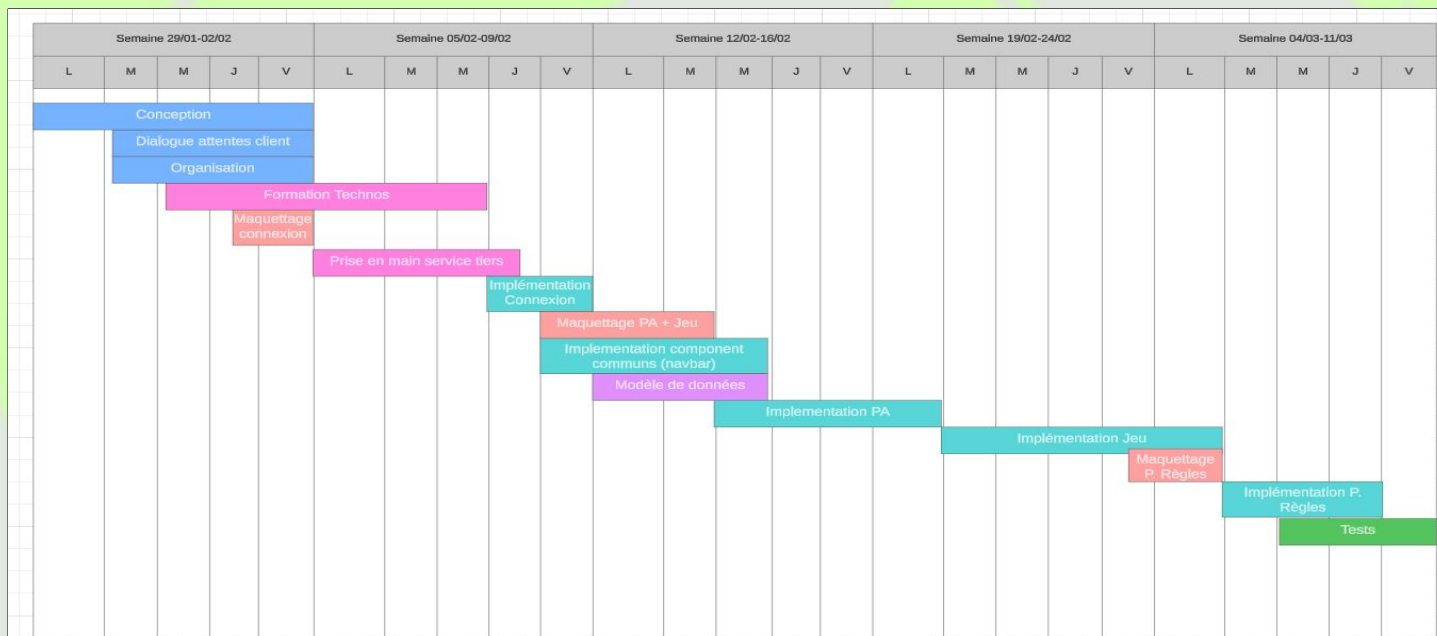 Semaine 29/01-02/02 Semaine 05/02-09/02 Semaine 12/02-16/02 Semaine 19/02-24/02 Semaine 04/03-11/03
L M M J V L M M J V L M M J V L M M J V L M M J V
Conception
Dialogue attentes client
Organisation
Formation Technos
Maquettage
connexion
Prise en main service tiers
Implémentation
Connexion
Maquettage PA + Jeu
Implementation component
communs (navbar)
Modèle de données
Implementation PA
Implémentation Jeu
Maquettage
P. Règles
Implémentation P.
Règles
Tests